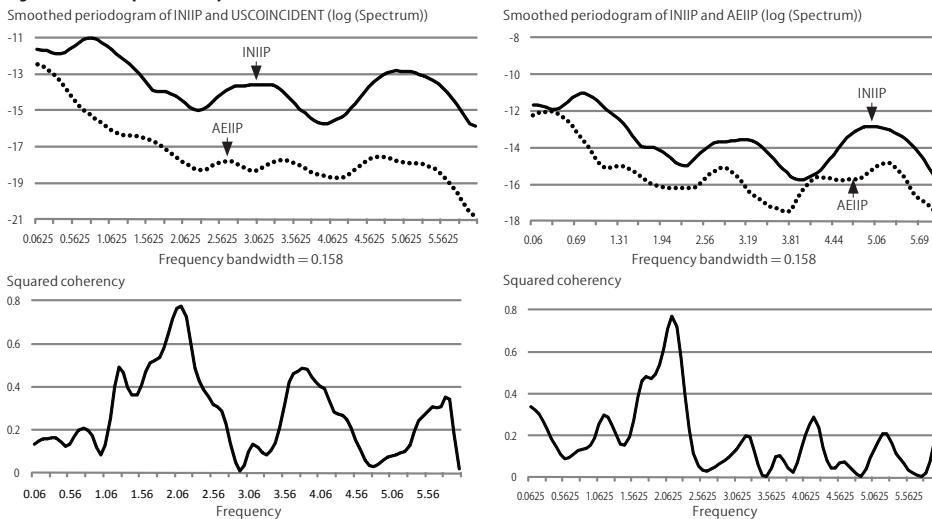 Smoothed periodogram of INIIP and USCOINCIDENT (log (Spectrum))
-11
-13
-15
-17
-19
-21
INIIP
AEIIP
0.0625 0.5625 1.0625 1.5625 2.0625 2.5625 3.0625 3.5625 4.0625 4.5625 5.0625 5.5625
Frequency bandwidth = 0.158
Smoothed periodogram of INIIP and AEIIP (log (Spectrum))
-8
-10
-12
-14
-16
-18
INIIP
AEIIP
0.06 0.69 1.31 1.94 2.56 3.19 3.81 4.44 5.06 5.69
Frequency bandwidth = 0.158
Squared coherency
0.8
0.6
0.4
0.2
0
0.06 0.56 1.06 1.56 2.06 2.56 3.06 3.56 4.06 4.56 5.06 5.56
Frequency
Squared coherency
0.8
0.6
0.4
0.2
0
0.0625 0.5625 1.0625 1.5625 2.0625 2.5625 3.0625 3.5625 4.0625 4.5625 5.0625 5.5625
Frequency